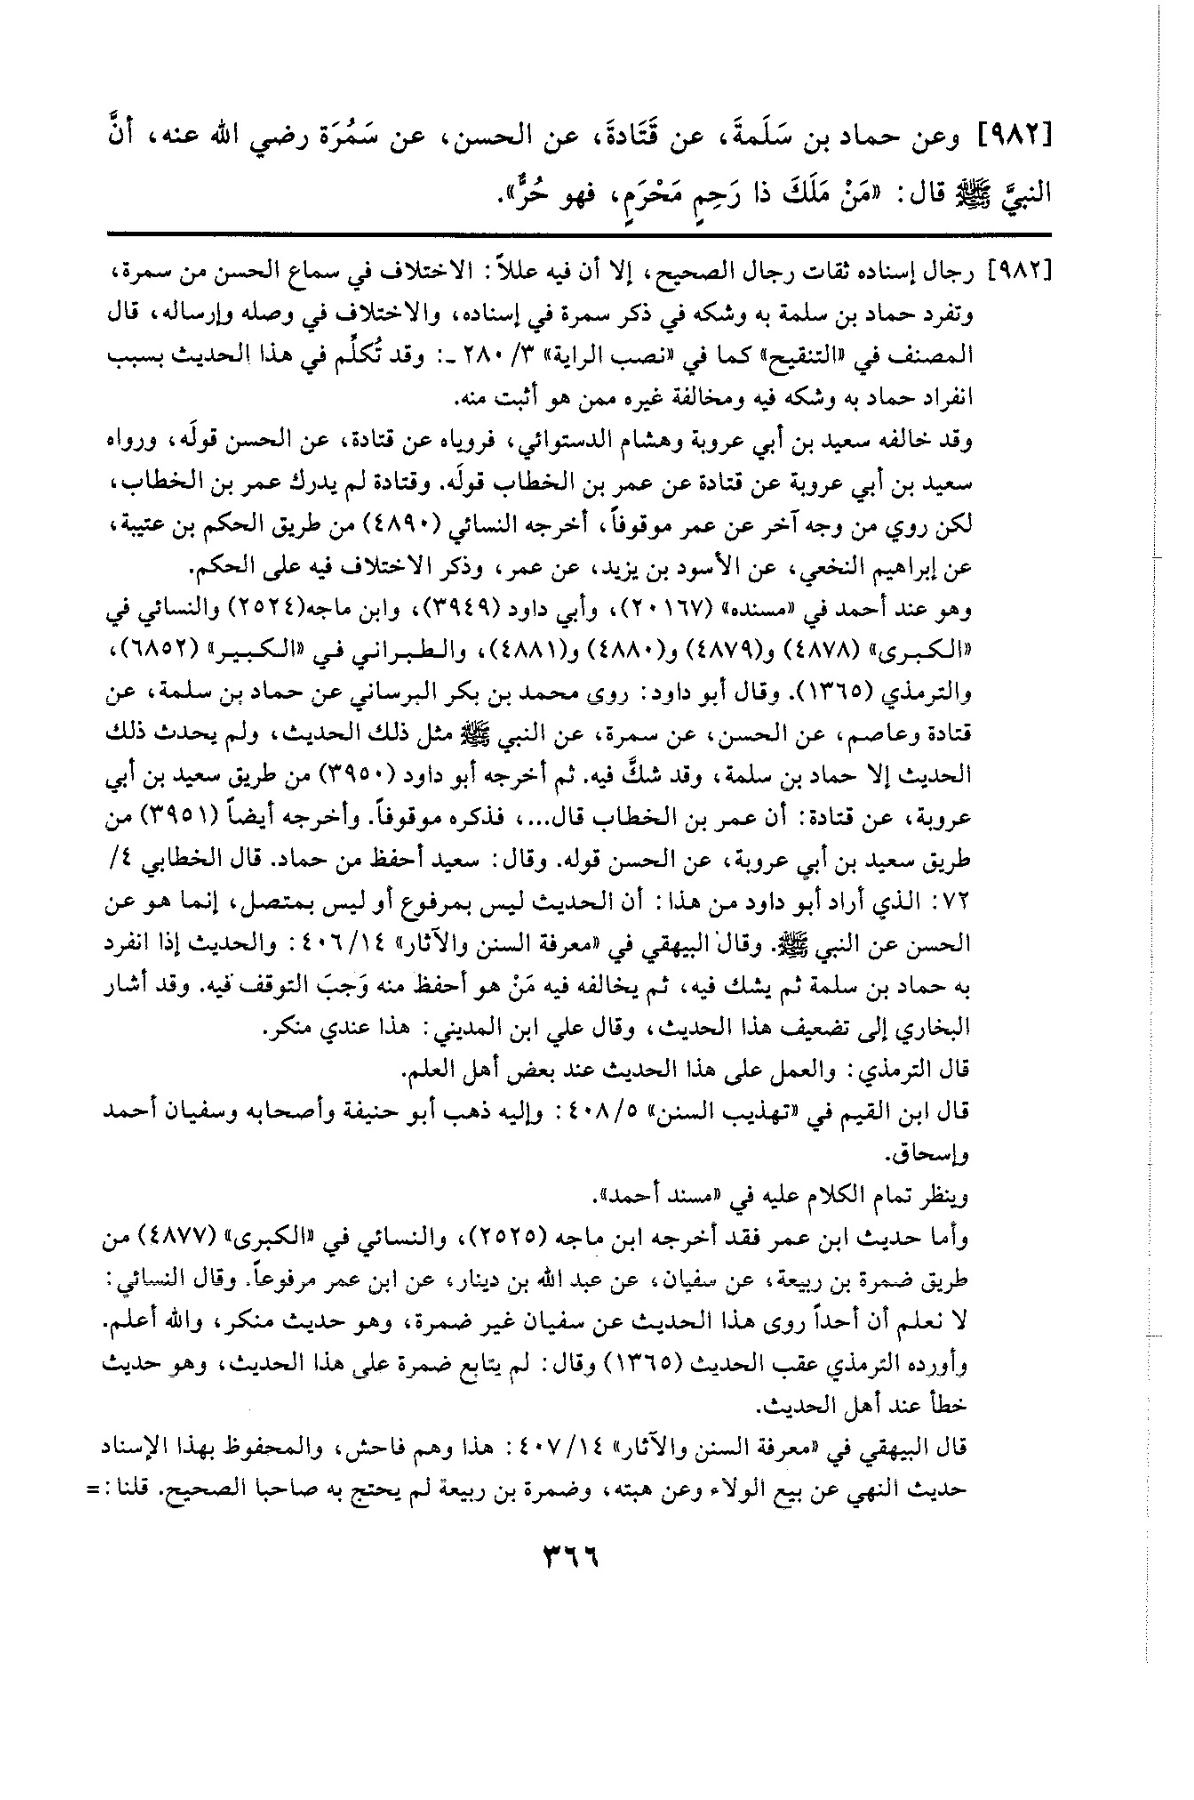 [٩٨٢] وعن حماد بن سَلَمةَ، عن قَتَادةَ، عن الحسن، عن سَمُرَة رضي الله عنه، أنَّ
النبيَّ ﷺ قال: «مَنْ مَلَكَ ذا رَحِمٍ مَحْرَمٍ، فهو حُرٌّ».
[٩٨٢] رجال إسناده ثقات رجال الصحيح، إلا أن فيه عللاً: الاختلاف في سماع الحسن من سمرة،
وتفرد حماد بن سلمة به وشكه في ذكر سمرة في إسناده، والاختلاف في وصله وإرساله، قال
المصنف في «التنقيح» كما في «نصب الراية» ٢٨٠/٣ ـ: وقد تُكلِّم في هذا الحديث بسبب
انفراد حماد به وشكه فيه ومخالفة غيره ممن هو أثبت منه.
وقد خالفه سعيد بن أبي عروبة وهشام الدستوائي، فروياه عن قتادة، عن الحسن قولَه، ورواه
سعيد بن أبي عروبة عن قتادة عن عمر بن الخطاب قولَه. وقتادة لم يدرك عمر بن الخطاب،
لكن روي من وجه آخر عن عمر موقوفاً، أخرجه النسائي (٤٨٩٠) من طريق الحكم بن عتيبة،
عن إبراهيم النخعي، عن الأسود بن يزيد، عن عمر، وذكر الاختلاف فيه على الحكم.
وهو عند أحمد في «مسنده» (٢٠١٦٧)، وأبي داود (٣٩٤٩)، وابن ماجه(٢٥٢٤) والنسائي في
«الكبرى» (٤٨٧٨) و(٤٨٧٩) و(٤٨٨٠) و(٤٨٨١)، والطبراني في «الكبير» (٦٨٥٢)،
والترمذي (١٣٦٥). وقال أبو داود: روى محمد بن بكر البرساني عن حماد بن سلمة، عن
قتادة وعاصم، عن الحسن، عن سمرة، عن النبي ﷺ مثل ذلك الحديث، ولم يحدث ذلك
الحديث إلا حماد بن سلمة، وقد شكَّ فيه. ثم أخرجه أبو داود (٣٩٥٠) من طريق سعيد بن أبي
عروبة، عن قتادة: أن عمر بن الخطاب قال...، فذكره موقوفاً. وأخرجه أيضاً (٣٩٥١) من
طريق سعيد بن أبي عروبة، عن الحسن قوله. وقال: سعيد أحفظ من حماد. قال الخطابي ٤/
٧٢: الذي أراد أبو داود من هذا: أن الحديث ليس بمرفوع أو ليس بمتصل، إنما هو عن
الحسن عن النبي ﷺ. وقال البيهقي في «معرفة السنن والآثار» ٤٠٦/١٤: والحديث إذا انفرد
به حماد بن سلمة ثم يشك فيه، ثم يخالفه فيه مَنْ هو أحفظ منه وَجبَ التوقف فيه. وقد أشار
البخاري إلى تضعيف هذا الحديث، وقال علي ابن المديني: هذا عندي منكر.
قال الترمذي: والعمل على هذا الحديث عند بعض أهل العلم.
قال ابن القيم في «تهذيب السنن» ٤٠٨/٥: وإليه ذهب أبو حنيفة وأصحابه وسفيان أحمد
وإسحاق.
وينظر تمام الكلام عليه في «مسند أحمد».
وأما حديث ابن عمر فقد أخرجه ابن ماجه (٢٥٢٥)، والنسائي في «الكبرى» (٤٨٧٧) من
طريق ضمرة بن ربيعة، عن سفيان، عن عبد الله بن دينار، عن ابن عمر مرفوعاً. وقال النسائي:
لا نعلم أن أحداً روى هذا الحديث عن سفيان غير ضمرة، وهو حديث منكر، والله أعلم.
وأورده الترمذي عقب الحديث (١٣٦٥) وقال: لم يتابع ضمرة على هذا الحديث، وهو حديث
خطأ عند أهل الحديث.
قال البيهقي في «معرفة السنن والآثار» ٤٠٧/١٤: هذا وهم فاحش، والمحفوظ بهذا الإسناد
حديث النهي عن بيع الولاء وعن هبته، وضمرة بن ربيعة لم يحتج به صاحبا الصحيح. قلنا: =
٣٦٦